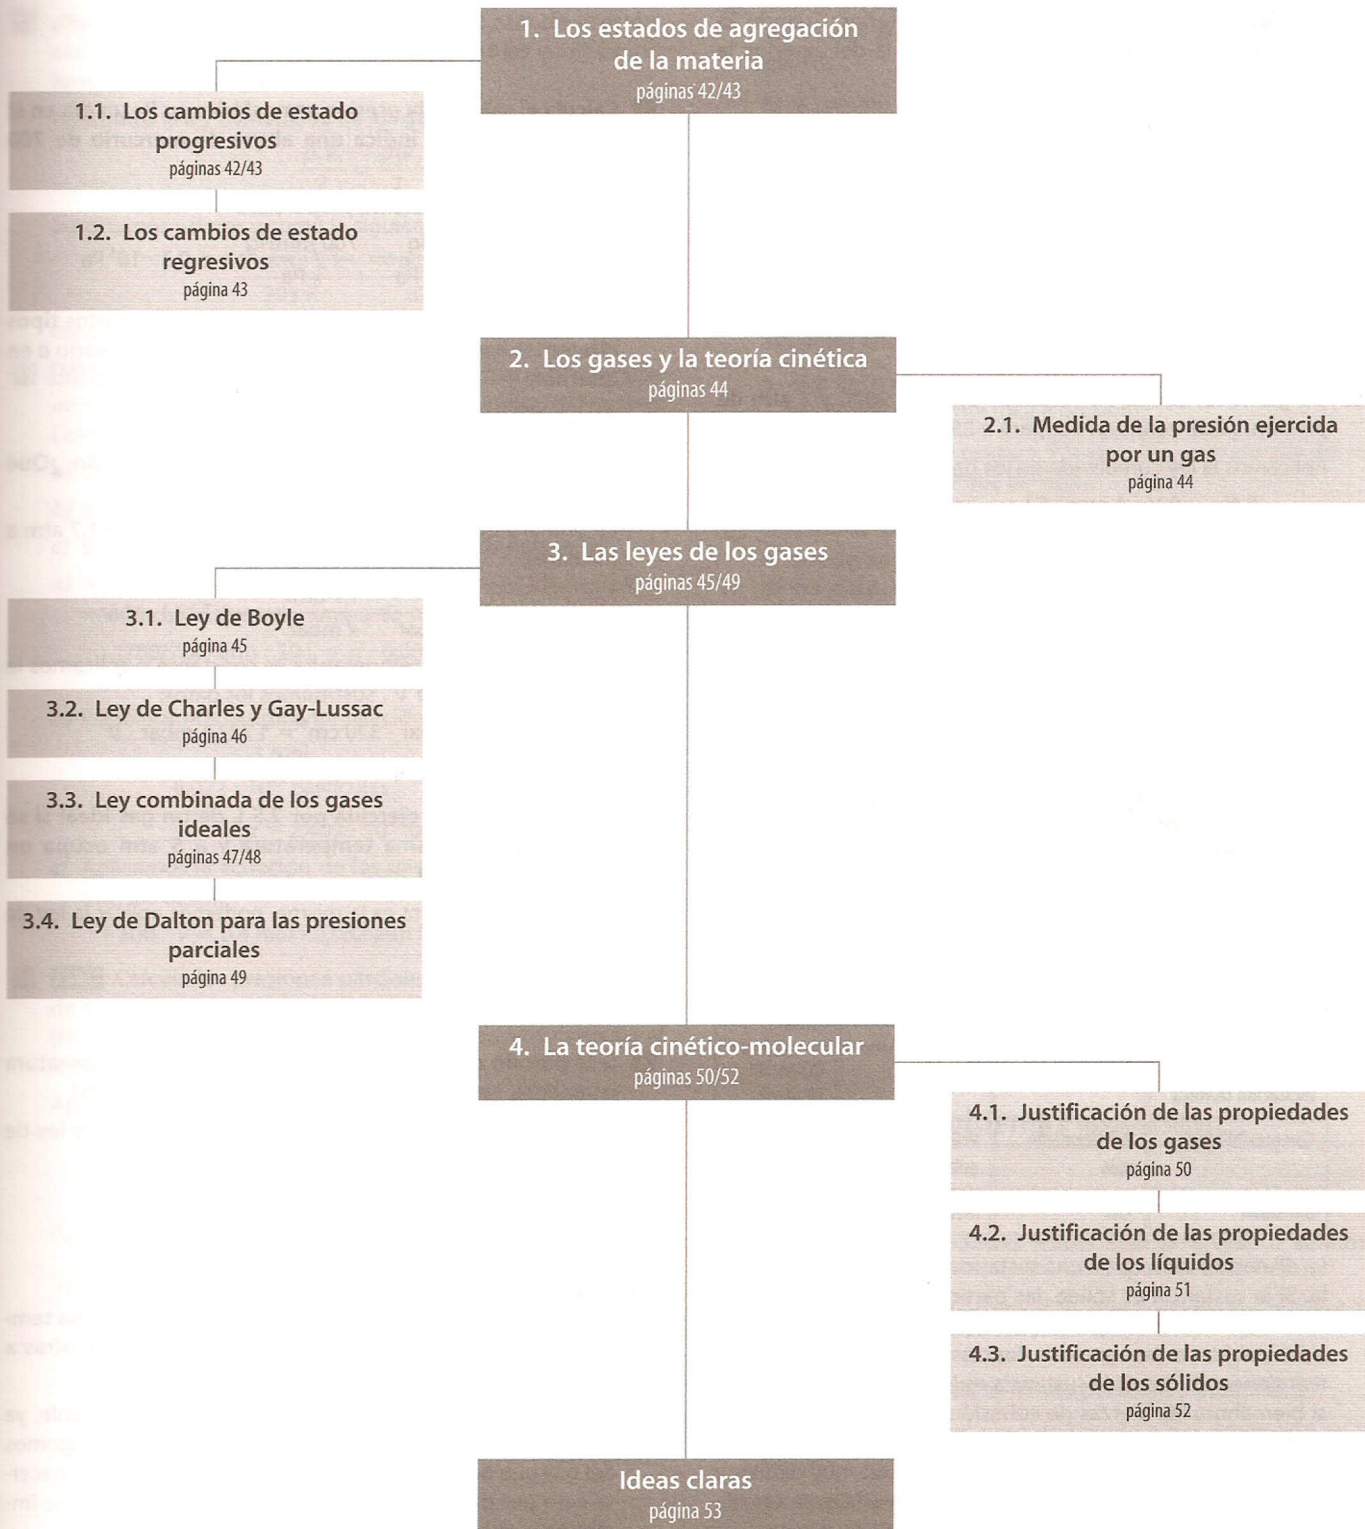 1. Los estados de agregación
de la materia
páginas 42/43
1.1. Los cambios de estado
progresivos
páginas 42/43
1.2. Los cambios de estado
regresivos
página 43
2. Los gases y la teoría cinética
páginas 44
2.1. Medida de la presión ejercida
por un gas
página 44
3. Las leyes de los gases
páginas 45/49
3.1. Ley de Boyle
página 45
3.2. Ley de Charles y Gay-Lussac
página 46
3.3. Ley combinada de los gases
ideales
páginas 47/48
3.4. Ley de Dalton para las presiones
parciales
página 49
4. La teoría cinético-molecular
páginas 50/52
4.1. Justificación de las propiedades
de los gases
página 50
4.2. Justificación de las propiedades
de los líquidos
página 51
4.3. Justificación de las propiedades
de los sólidos
página 52
Ideas claras
página 53